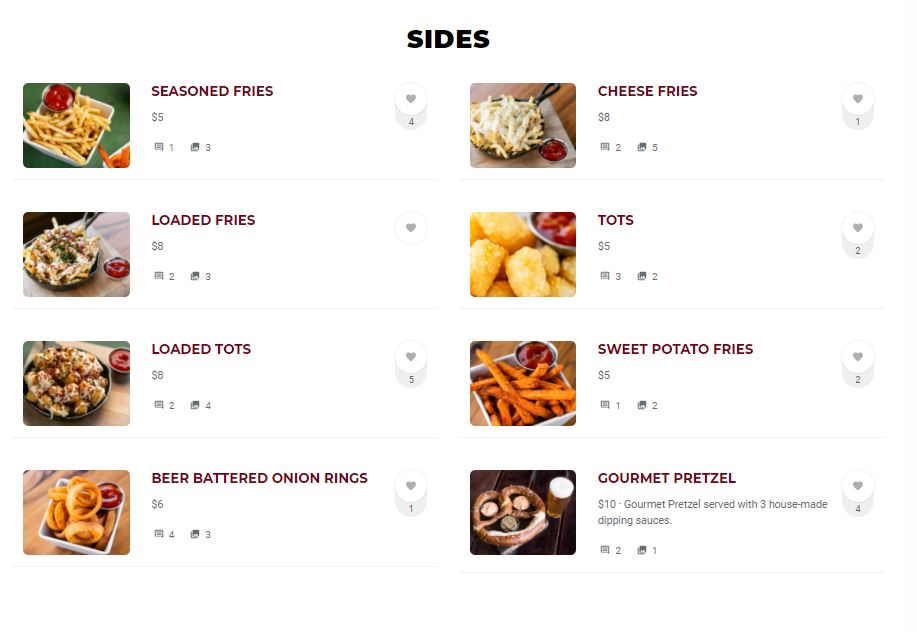 SIDES
SEASONED FRIES
$5
4
1 3
CHEESE FRIES
$8
1
2 5
LOADED FRIES
$8
2 3
TOTS
$5
2
3 2
LOADED TOTS
$8
5
2 4
SWEET POTATO FRIES
$5
2
1 2
BEER BATTERED ONION RINGS
$6
1
4 3
GOURMET PRETZEL
$10 · Gourmet Pretzel served with 3 house-made
dipping sauces.
4
2 1